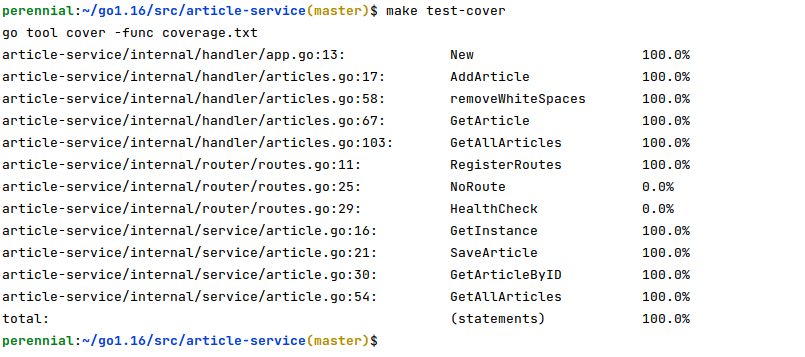 perennial:~/go1.16/src/article-service(master)$ make test-cover
go tool cover -func coverage.txt
article-service/internal/handler/app.go:13: New 100.0%
article-service/internal/handler/articles.go:17: AddArticle 100.0%
article-service/internal/handler/articles.go:58: removeWhiteSpaces 100.0%
article-service/internal/handler/articles.go:67: GetArticle 100.0%
article-service/internal/handler/articles.go:103: GetAllArticles 100.0%
article-service/internal/router/routes.go:11: RegisterRoutes 100.0%
article-service/internal/router/routes.go:25: NoRoute 0.0%
article-service/internal/router/routes.go:29: HealthCheck 0.0%
article-service/internal/service/article.go:16: GetInstance 100.0%
article-service/internal/service/article.go:21: SaveArticle 100.0%
article-service/internal/service/article.go:30: GetArticleByID 100.0%
article-service/internal/service/article.go:54: GetAllArticles 100.0%
total: (statements) 100.0%
perennial:~/go1.16/src/article-service(master)$